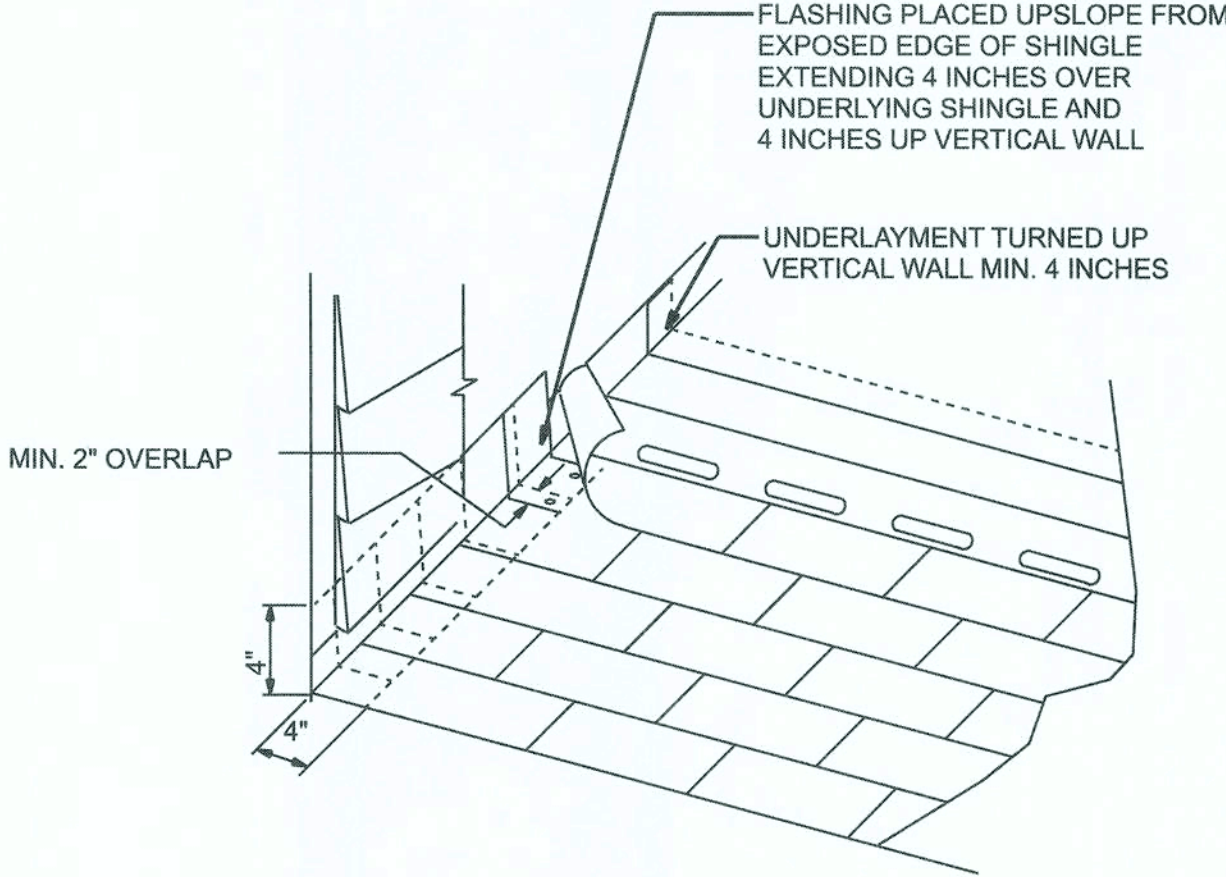 FLASHING PLACED UPSLOPE FROM
EXPOSED EDGE OF SHINGLE
EXTENDING 4 INCHES OVER
UNDERLYING SHINGLE AND
4 INCHES UP VERTICAL WALL
UNDERLAYMENT TURNED UP
VERTICAL WALL MIN. 4 INCHES
MIN. 2" OVERLAP
4"
4"